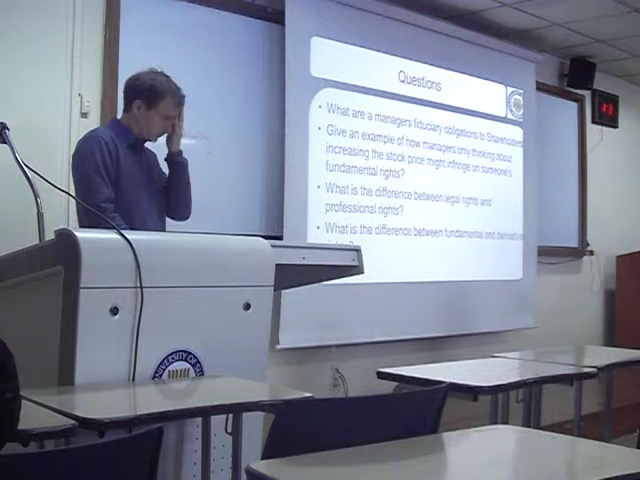 Questions
• What are a managers fiduciary obligations to Shareholders
• Give an example of how managers only thinking about
increasing the stock price might infringe on someone's
fundamental rights?
• What is the difference between legal rights and
professional rights?
• What is the difference between fundamental and derivative
UNIVERSITY OF